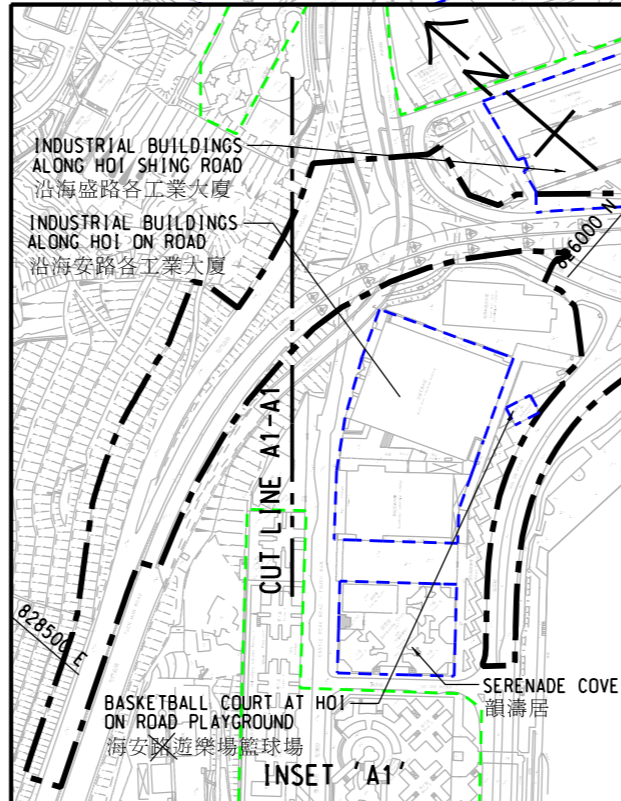 INDUSTRIAL BUILDINGS
ALONG HOI SHING ROAD
沿海盛路各工業大廈
INDUSTRIAL BUILDINGS
ALONG HOI ON ROAD
沿海安路各工業大廈
826000 N
CUT LINE A1-A1
828500 E
SERENADE COVE
韻濤居
BASKETBALL COURT AT HOI
ON ROAD PLAYGROUND
海安路遊樂場籃球場
INSET 'A1'